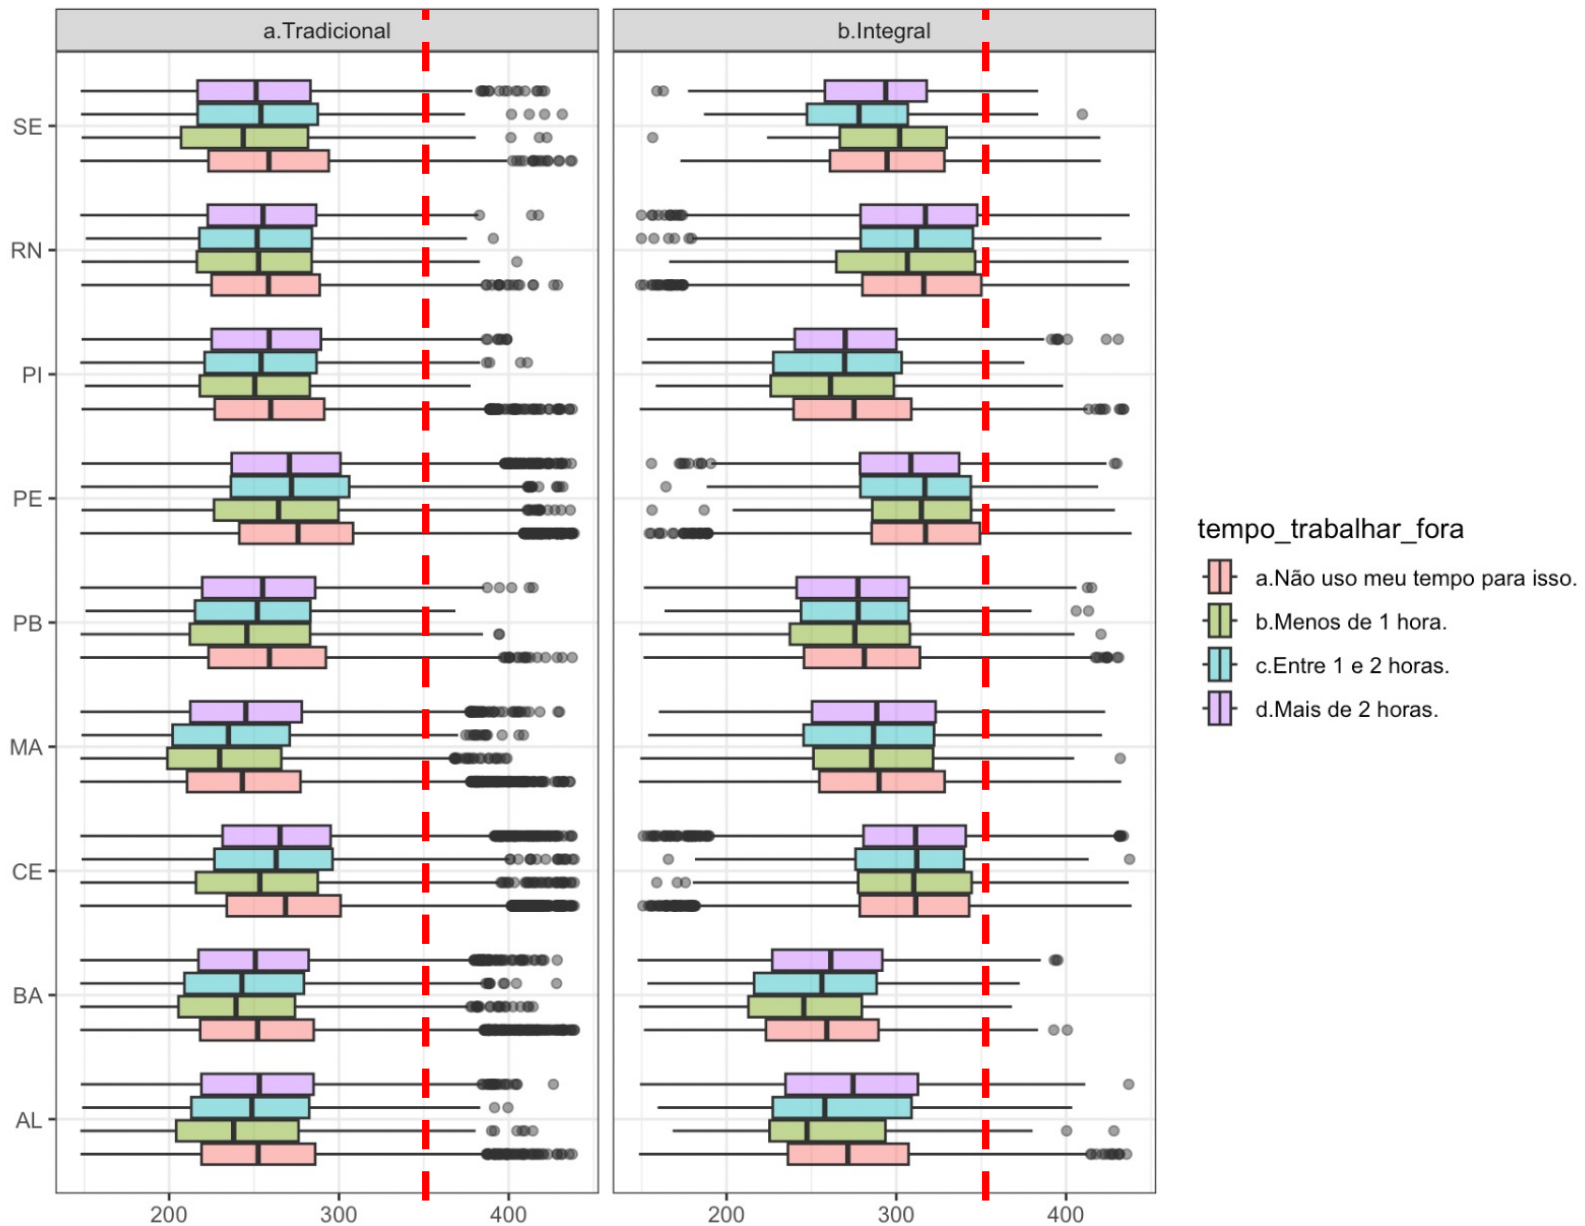 a.Tradicional
b.Integral
SE
RN
PI
PE
PB
MA
CE
BA
AL
200 300 400
200 300 400
tempo_trabalhar_fora
a.Não uso meu tempo para isso.
b.Menos de 1 hora.
c.Entre 1 e 2 horas.
d.Mais de 2 horas.